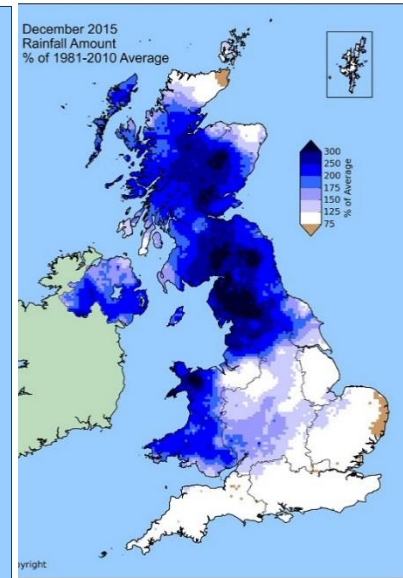 December 2015
Rainfall Amount
% of 1981-2010 Average
300
250
200
175
150
125
75
% of Average
yright